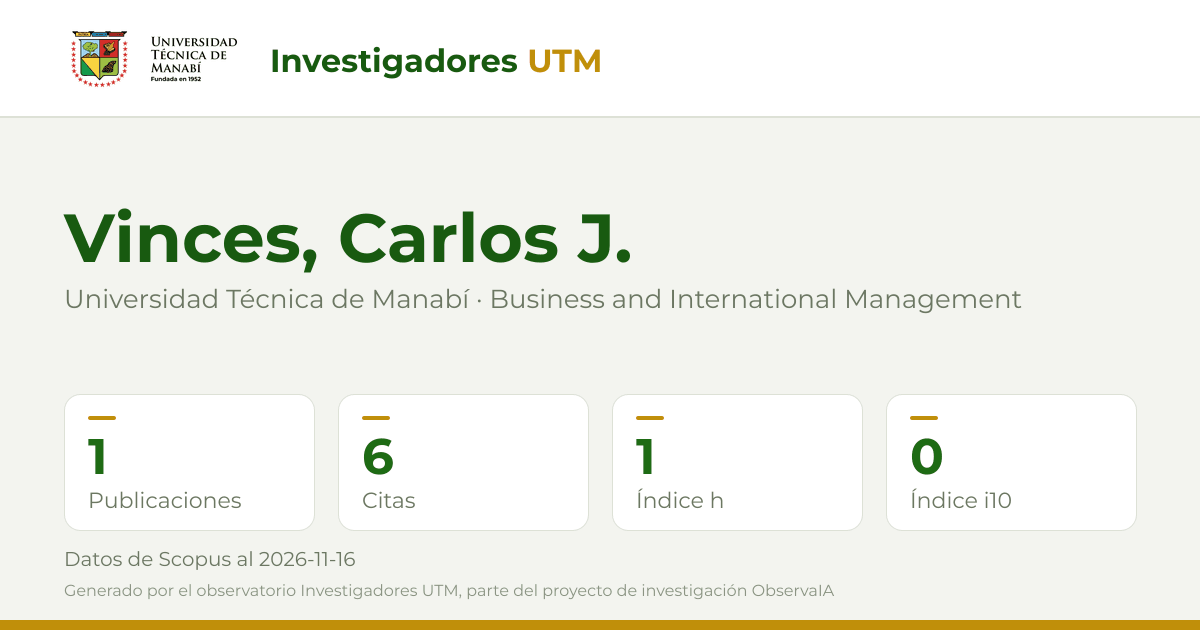 UNIVERSIDAD
TÉCNICA DE
MANABÍ
Fundada en 1952
Investigadores UTM
Vinces, Carlos J.
Universidad Técnica de Manabí · Business and International Management
1
Publicaciones
6
Citas
1
Índice h
0
Índice i10
Datos de Scopus al 2026-11-16
Generado por el observatorio Investigadores UTM, parte del proyecto de investigación ObservaIA